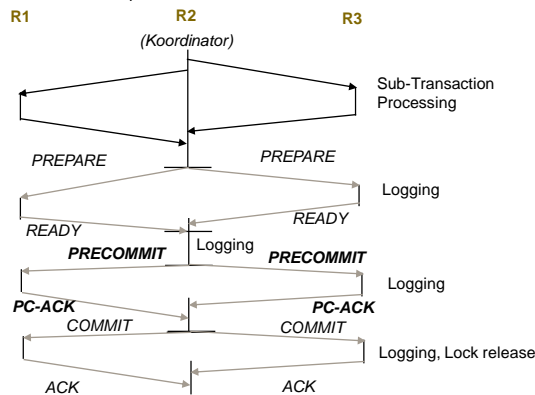 R1 R2 R3
(Koordinator)
Sub-Transaction
Processing
PREPARE PREPARE
Logging
READY READY
Logging
PRECOMMIT PRECOMMIT
Logging
PC-ACK PC-ACK
COMMIT COMMIT
Logging, Lock release
ACK ACK